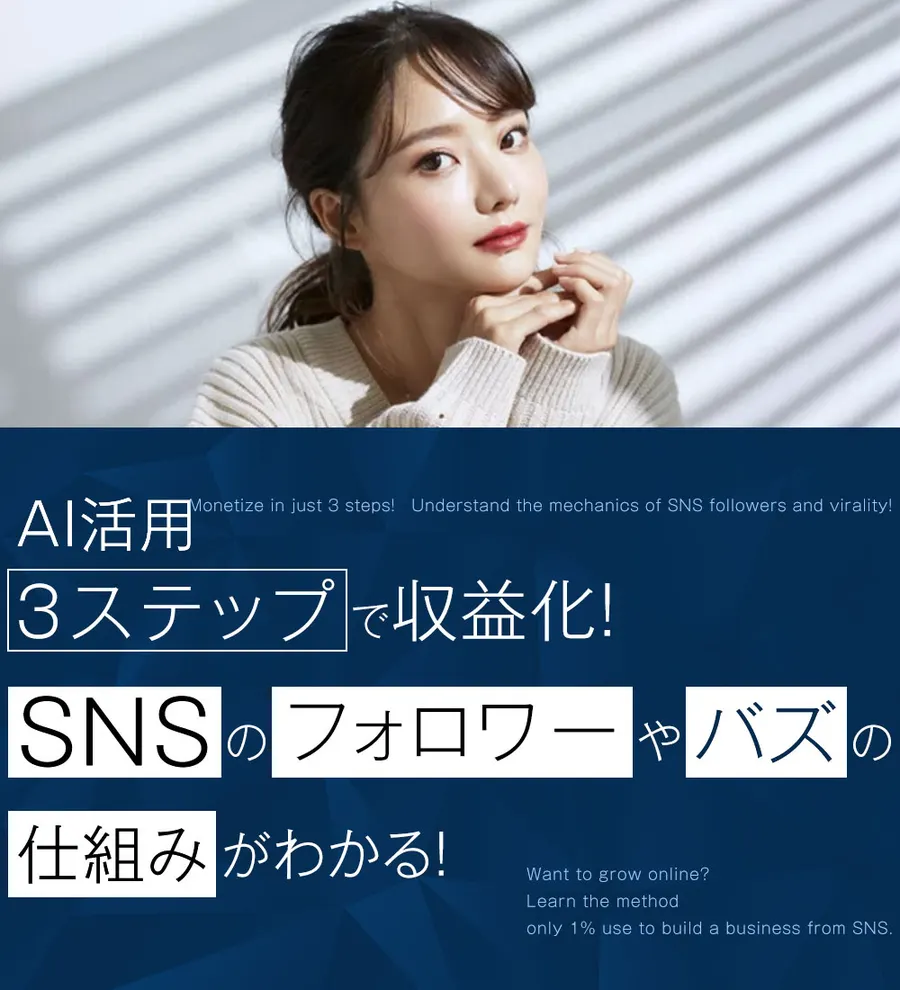 AI活用
Monetize in just 3 steps! Understand the mechanics of SNS followers and virality!
3ステップで収益化!
SNSのフォロワーやバズの
仕組みがわかる!
Want to grow online?
Learn the method
only 1% use to build a business from SNS.